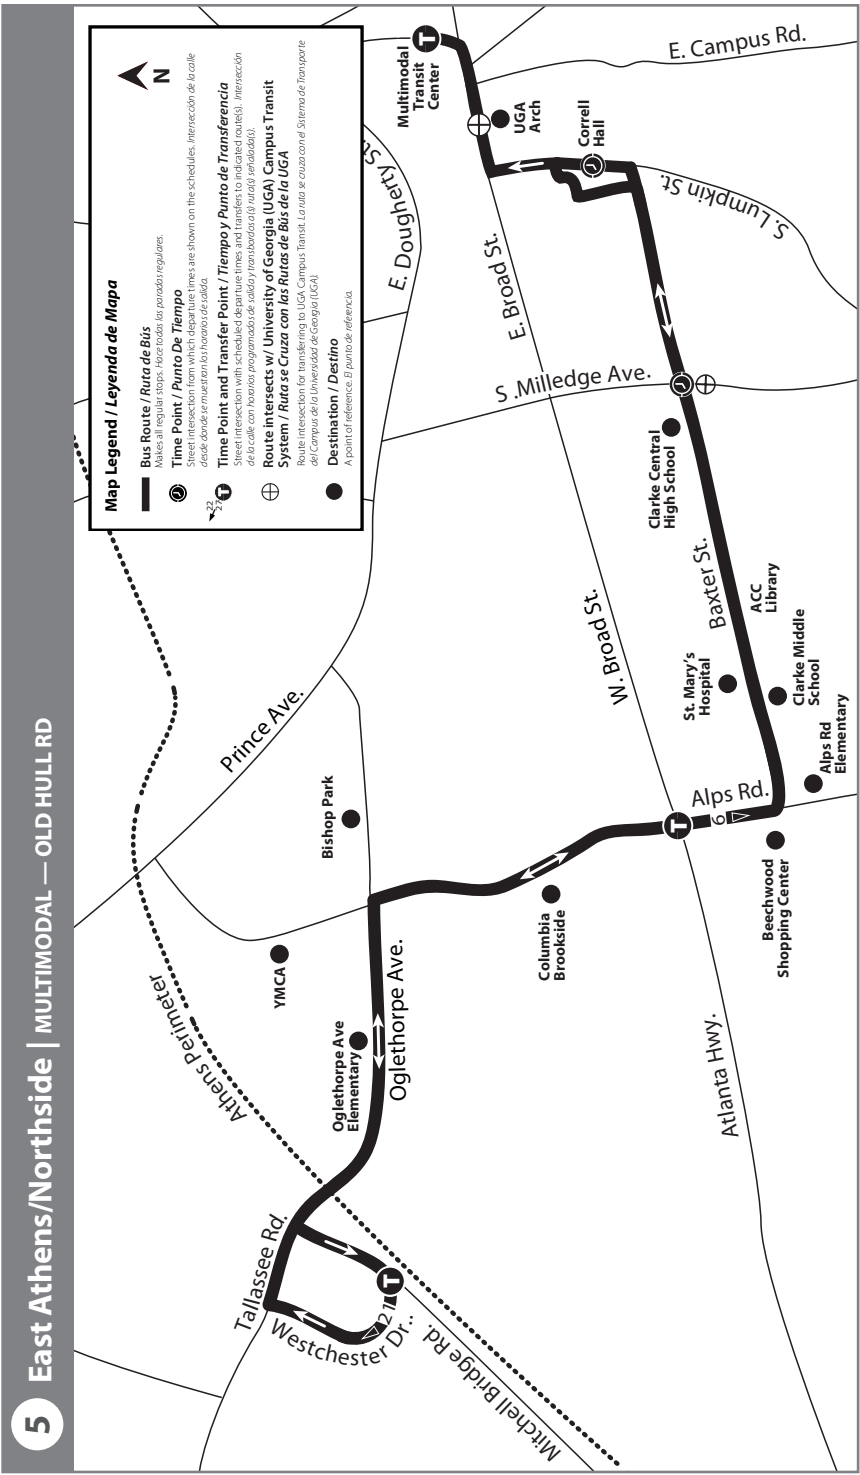 5 East Athens/Northside | MULTIMODAL — OLD HULL RD
Map Legend / Leyenda de Mapa
N
Bus Route / Ruta de Bús
Makes all regular stops. Hace todas las paradas regulares.
Time Point / Punto De Tiempo
Street intersection from which departure times are shown on the schedules. Intersección de la calle
desde donde se muestran los horarios de salida.
22
27
Time Point and Transfer Point / Tiempo y Punto de Transferencia
Street intersection with scheduled departure times and transfers to indicated route(s). Intersección
de la calle con horarios programados de salida y transbordos a(s) ruta(s) señalada(s).
Route intersects w/ University of Georgia (UGA) Campus Transit
System / Ruta se Cruza con las Rutas de Bús de la UGA
Route intersection for transferring to UGA Campus Transit. La ruta se cruza con el Sistema de Transporte
del Campus de la Universidad de Georgia (UGA).
Destination / Destino
A point of reference. El punto de referencia.
Tallassee Rd.
Westchester Dr..
21
T
Mitchell Bridge Rd.
Athens Perimeter
YMCA
Oglethorpe Ave
Elementary
Oglethorpe Ave.
Bishop Park
Prince Ave.
Columbia
Brookside
E. Dougherty St.
Multimodal
Transit
Center
T
E. Campus Rd.
UGA
Arch
Correll
Hall
S. Lumpkin St.
E. Broad St.
S .Milledge Ave.
Clarke Central
High School
W. Broad St.
Baxter St.
ACC
Library
St. Mary's
Hospital
Clarke Middle
School
Alps Rd
Elementary
Alps Rd.
T
6
Beechwood
Shopping Center
Atlanta Hwy.